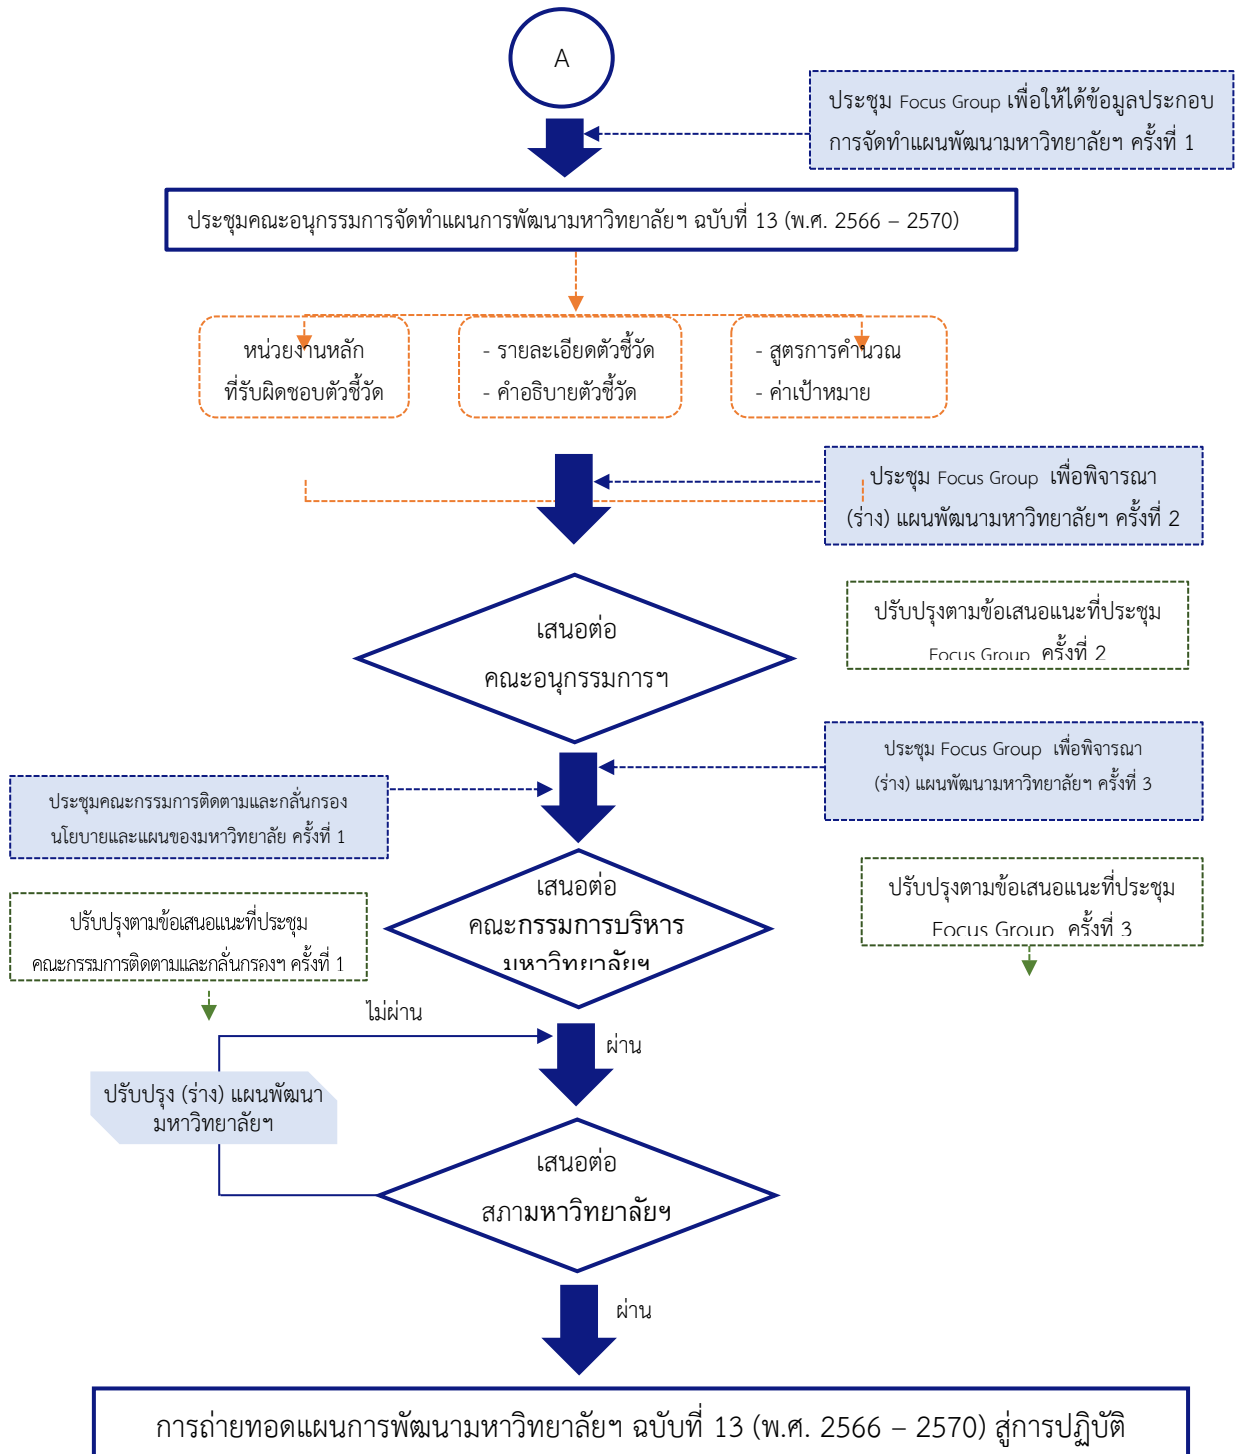 A
ประชุม Focus Group เพื่อให้ได้ข้อมูลประกอบ
การจัดทำแผนพัฒนามหาวิทยาลัยฯ ครั้งที่ 1
ประชุมคณะอนุกรรมการจัดทำแผนการพัฒนามหาวิทยาลัยฯ ฉบับที่ 13 (พ.ศ. 2566 – 2570)
หน่วยงานหลัก
ที่รับผิดชอบตัวชี้วัด
- รายละเอียดตัวชี้วัด
- คำอธิบายตัวชี้วัด
- สูตรการคำนวณ
- ค่าเป้าหมาย
ประชุม Focus Group เพื่อพิจารณา
(ร่าง) แผนพัฒนามหาวิทยาลัยฯ ครั้งที่ 2
เสนอต่อ
คณะอนุกรรมการฯ
ปรับปรุงตามข้อเสนอแนะที่ประชุม
Focus Group ครั้งที่ 2
ประชุม Focus Group เพื่อพิจารณา
(ร่าง) แผนพัฒนามหาวิทยาลัยฯ ครั้งที่ 3
ประชุมคณะกรรมการติดตามและกลั่นกรอง
นโยบายและแผนของมหาวิทยาลัย ครั้งที่ 1
เสนอต่อ
คณะกรรมการบริหาร
มหาวิทยาลัยฯ
ปรับปรุงตามข้อเสนอแนะที่ประชุม
Focus Group ครั้งที่ 3
ปรับปรุงตามข้อเสนอแนะที่ประชุม
คณะกรรมการติดตามและกลั่นกรองฯ ครั้งที่ 1
ไม่ผ่าน
ผ่าน
ปรับปรุง (ร่าง) แผนพัฒนา
มหาวิทยาลัยฯ
เสนอต่อ
สภามหาวิทยาลัยฯ
ผ่าน
การถ่ายทอดแผนการพัฒนามหาวิทยาลัยฯ ฉบับที่ 13 (พ.ศ. 2566 – 2570) สู่การปฏิบัติ